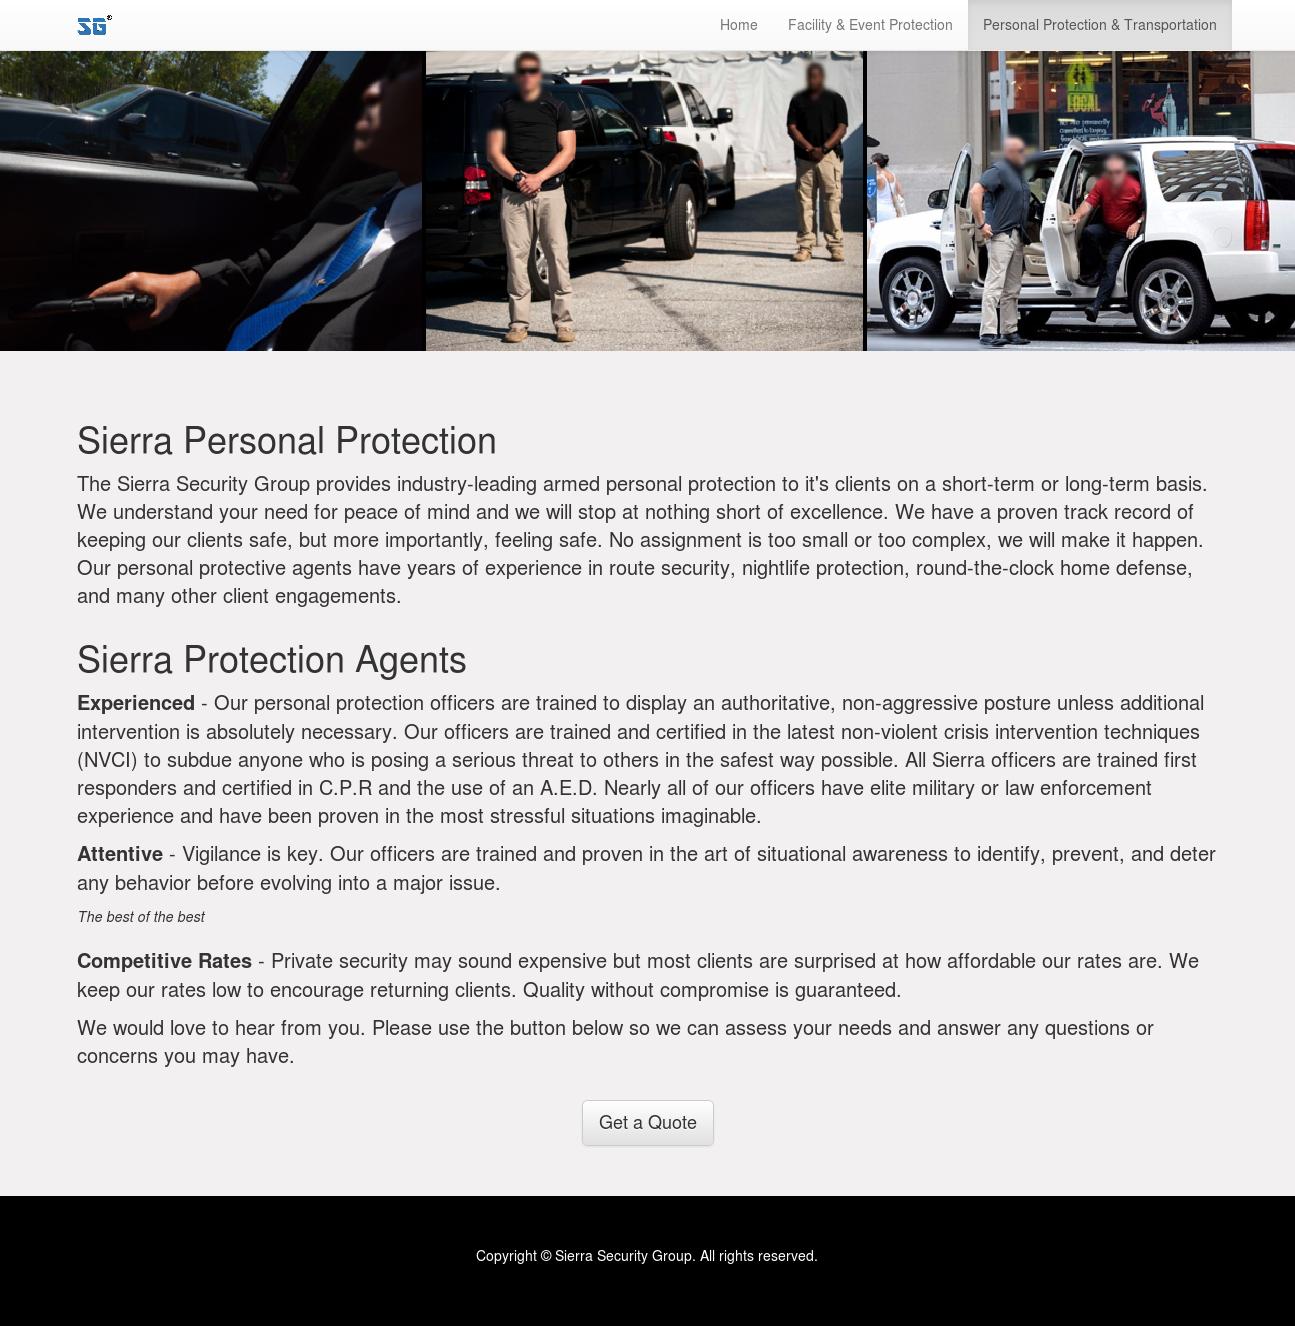 SG®
Home Facility & Event Protection Personal Protection & Transportation
LOCAL
Sierra Personal Protection
The Sierra Security Group provides industry-leading armed personal protection to it's clients on a short-term or long-term basis.
We understand your need for peace of mind and we will stop at nothing short of excellence. We have a proven track record of
keeping our clients safe, but more importantly, feeling safe. No assignment is too small or too complex, we will make it happen.
Our personal protective agents have years of experience in route security, nightlife protection, round-the-clock home defense,
and many other client engagements.
Sierra Protection Agents
Experienced - Our personal protection officers are trained to display an authoritative, non-aggressive posture unless additional
intervention is absolutely necessary. Our officers are trained and certified in the latest non-violent crisis intervention techniques
(NVCI) to subdue anyone who is posing a serious threat to others in the safest way possible. All Sierra officers are trained first
responders and certified in C.P.R and the use of an A.E.D. Nearly all of our officers have elite military or law enforcement
experience and have been proven in the most stressful situations imaginable.
Attentive - Vigilance is key. Our officers are trained and proven in the art of situational awareness to identify, prevent, and deter
any behavior before evolving into a major issue.
The best of the best
Competitive Rates - Private security may sound expensive but most clients are surprised at how affordable our rates are. We
keep our rates low to encourage returning clients. Quality without compromise is guaranteed.
We would love to hear from you. Please use the button below so we can assess your needs and answer any questions or
concerns you may have.
Get a Quote
Copyright © Sierra Security Group. All rights reserved.